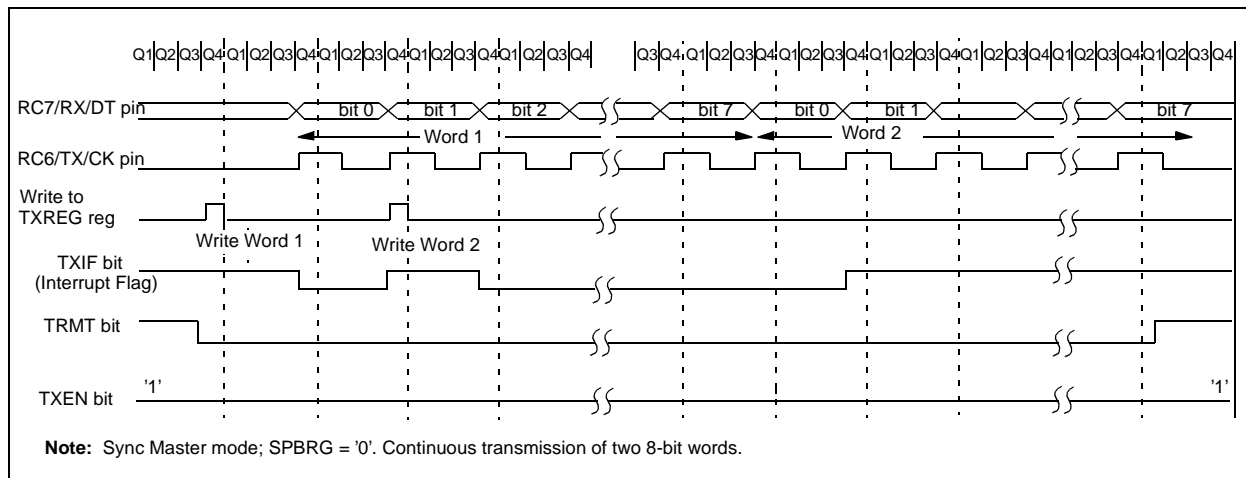 Q1 Q2 Q3 Q4 Q1 Q2 Q3 Q4 Q1 Q2 Q3 Q4 Q1 Q2 Q3 Q4 Q1 Q2 Q3 Q4 Q3 Q4 Q1 Q2 Q3 Q4 Q1 Q2 Q3 Q4 Q1 Q2 Q3 Q4 Q1 Q2 Q3 Q4 Q1 Q2 Q3 Q4 Q1 Q2 Q3 Q4
RC7/RX/DT pin bit 0 bit 1 bit 2 bit 7 bit 0 bit 1 bit 7
Word 1 Word 2
RC6/TX/CK pin
Write to
TXREG reg
Write Word 1 Write Word 2
TXIF bit
(Interrupt Flag)
TRMT bit
'1' '1'
TXEN bit
Note: Sync Master mode; SPBRG = '0'. Continuous transmission of two 8-bit words.